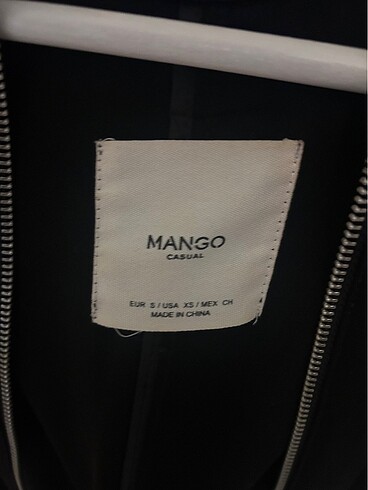 MANGO
CASUAL
EUR S / USA XS / MEX CH
MADE IN CHINA